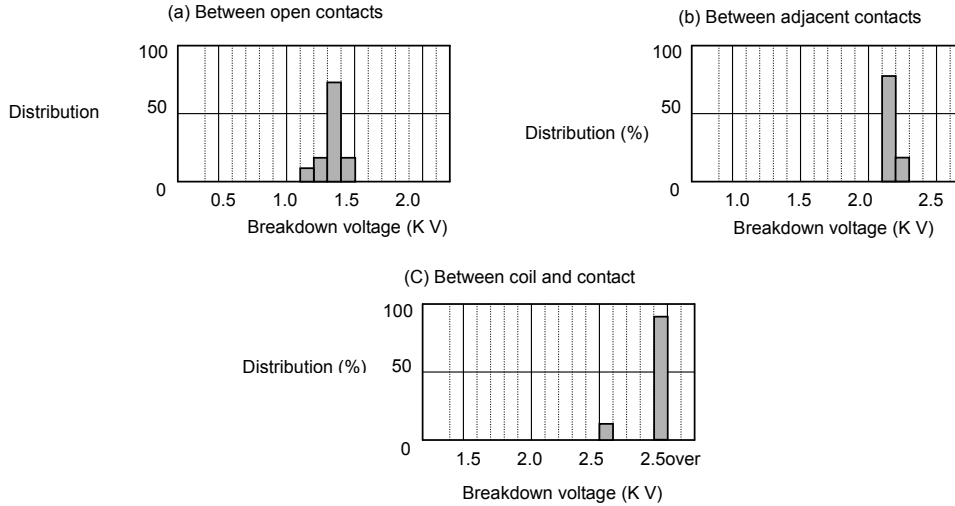 (a) Between open contacts
100
Distribution
50
0
0.5 1.0 1.5 2.0
Breakdown voltage (K V)
(b) Between adjacent contacts
100
50
Distribution (%)
0
1.0 1.5 2.0 2.5
Breakdown voltage (K V)
(C) Between coil and contact
100
Distribution (%)
50
0
1.5 2.0 2.5 2.5over
Breakdown voltage (K V)